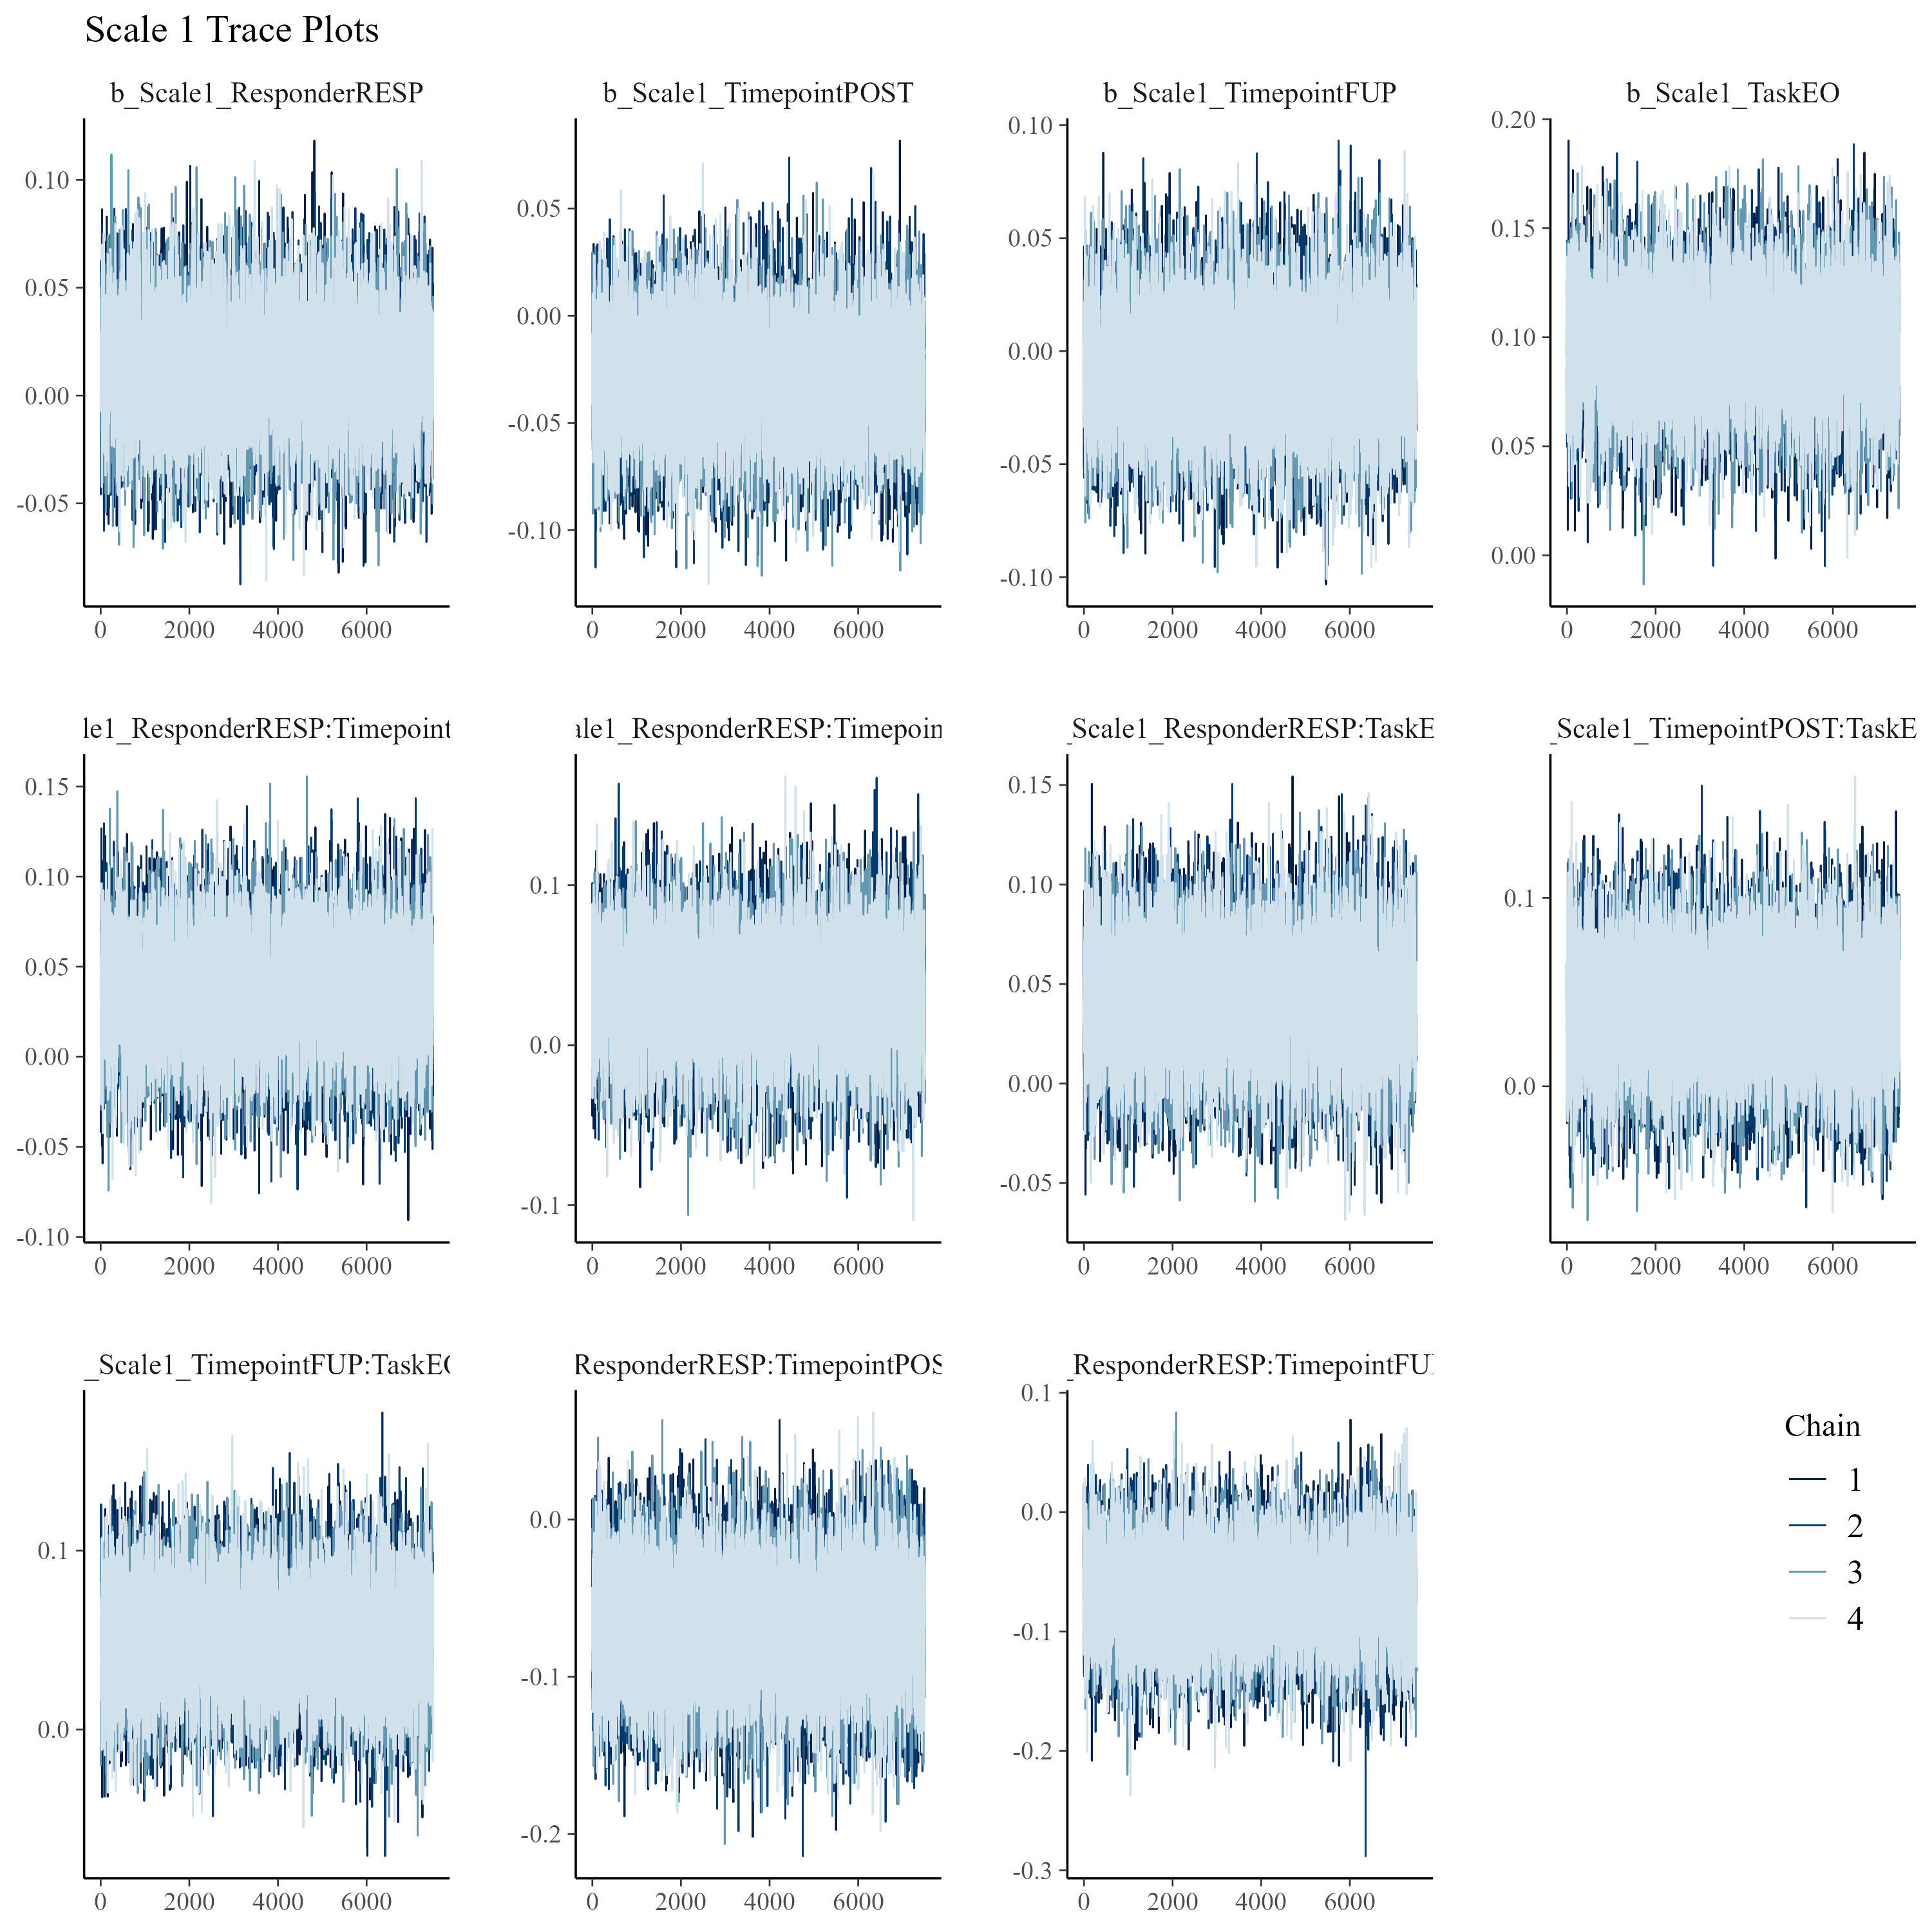 Scale 1 Trace Plots
b_Scale1_ResponderRESP b_Scale1_TimepointPOST b_Scale1_TimepointFUP b_Scale1_TaskEO
0.10 0.05 0.00 -0.05
0.05 0.00 -0.05 -0.10
0.10 0.05 0.00 -0.05 -0.10
0.20 0.15 0.10 0.05 0.00
0 2000 4000 6000 0 2000 4000 6000 0 2000 4000 6000 0 2000 4000 6000
le1_ResponderRESP:Timepoint ale1_ResponderRESP:Timepoin _Scale1_ResponderRESP:TaskE _Scale1_TimepointPOST:TaskE
0.15 0.10 0.05 0.00 -0.05 -0.10
0.1 0.0 -0.1
0.15 0.10 0.05 0.00 -0.05
0.1 0.0
0 2000 4000 6000 0 2000 4000 6000 0 2000 4000 6000 0 2000 4000 6000
_Scale1_TimepointFUP:TaskEO ResponderRESP:TimepointPOS _ResponderRESP:TimepointFU
0.1 0.0
0.0 -0.1 -0.2
0.1 0.0 -0.1 -0.2 -0.3
0 2000 4000 6000 0 2000 4000 6000 0 2000 4000 6000
Chain
1
2
3
4